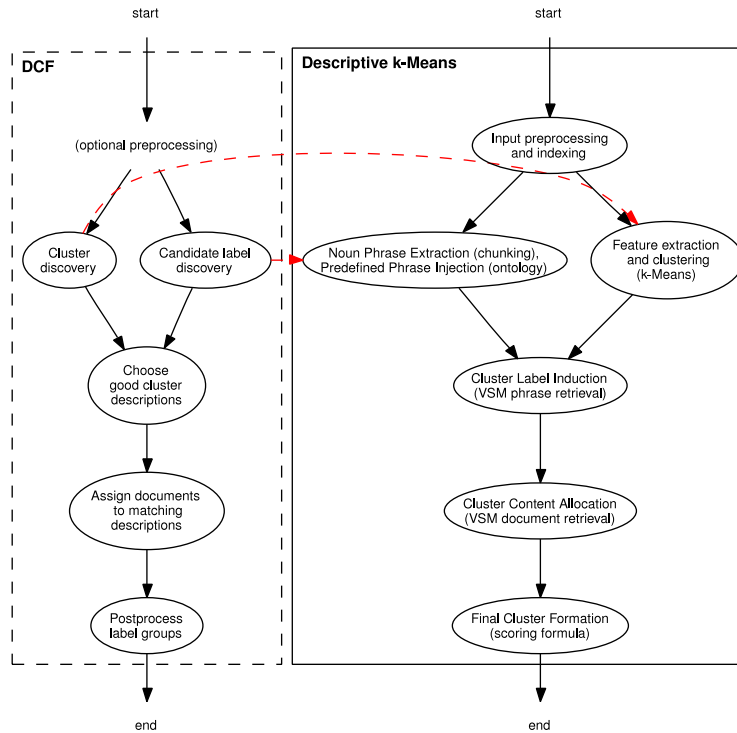 start
DCF
(optional preprocessing)
Cluster
discovery
Candidate label
discovery
Choose
good cluster
descriptions
Assign documents
to matching
descriptions
Postprocess
label groups
end
start
Descriptive k-Means
Input preprocessing
and indexing
Noun Phrase Extraction (chunking),
Predefined Phrase Injection (ontology)
Feature extraction
and clustering
(k-Means)
Cluster Label Induction
(VSM phrase retrieval)
Cluster Content Allocation
(VSM document retrieval)
Final Cluster Formation
(scoring formula)
end